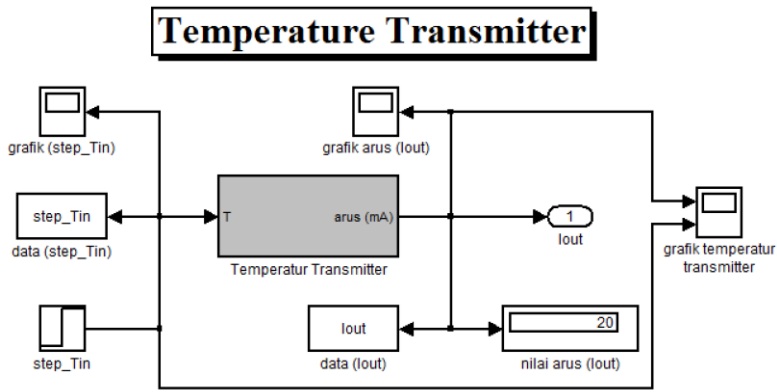 Temperature Transmitter
grafik (step_Tin)
grafik arus (Iout)
step_Tin
data (step_Tin)
T
arus (mA)
Temperatur Transmitter
1
Iout
grafik temperatur
transmitter
step_Tin
Iout
data (Iout)
20
nilai arus (Iout)